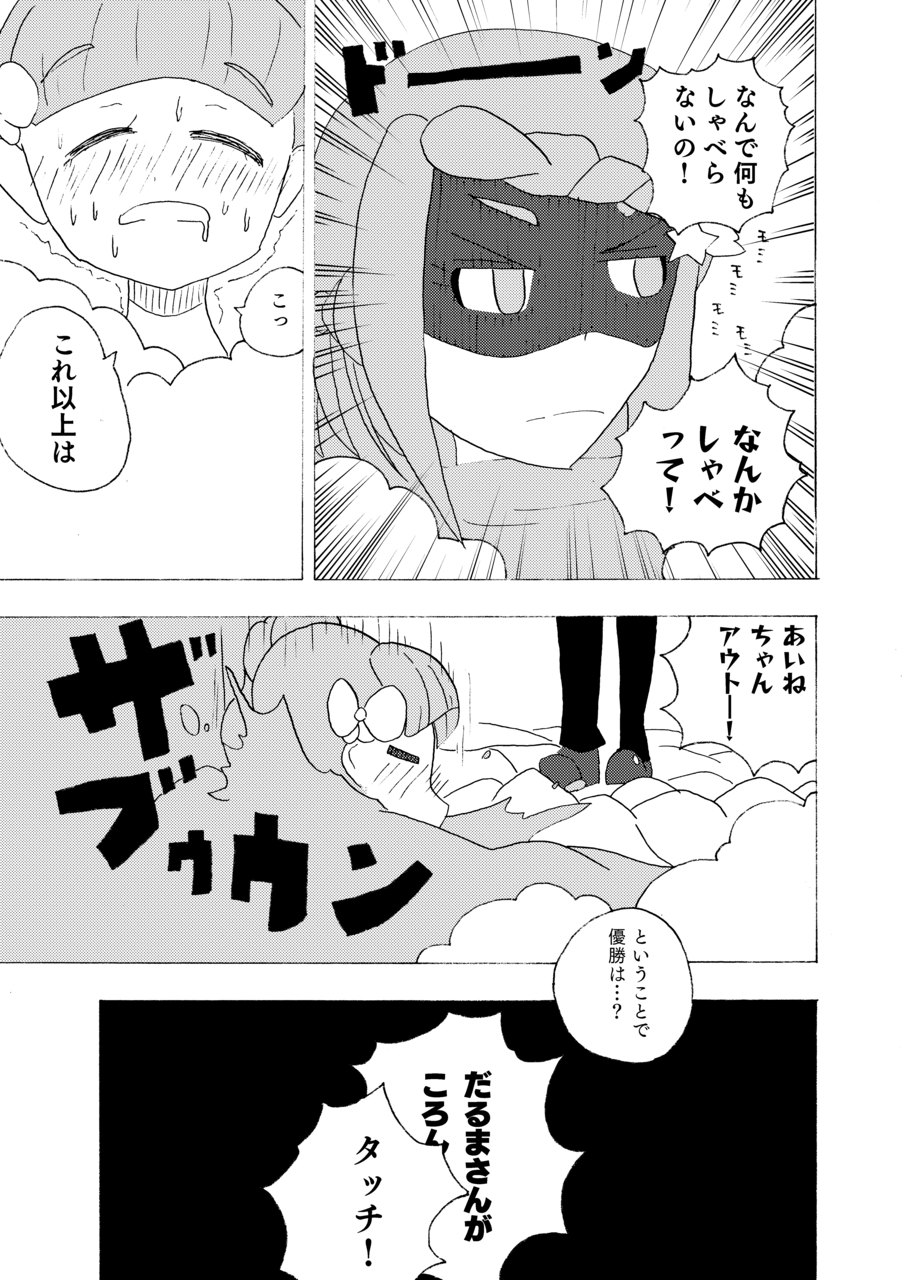 なんで何も
しゃべら
ないの！
ドーーン
モミ
モミ
モミ
モミ
なんか
しゃべ
って！
こっ
これ以上は
あいね
ちゃん
アウトー！
ザブゥウン
ということで
優勝は…？
だるまさんが
ころん
タッチ！